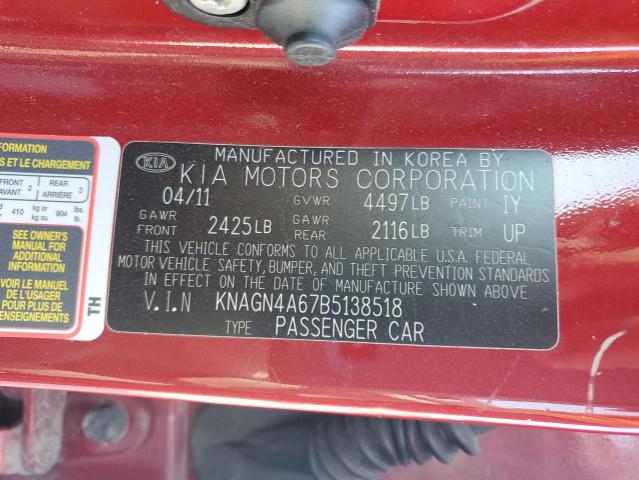 KIA
MANUFACTURED IN KOREA BY
KIA MOTORS CORPORATION
04/11 GVWR 4497LB PAINT IY
GAWR FRONT 2425LB GAWR REAR 2116LB TRIM UP
THIS VEHICLE CONFORMS TO ALL APPLICABLE U.S.A. FEDERAL
MOTOR VEHICLE SAFETY, BUMPER, AND THEFT PREVENTION STANDARDS
IN EFFECT ON THE DATE OF MANUFACTURE SHOWN ABOVE.
V.I.N KNAGN4A67B5138518
TYPE PASSENGER CAR
FORMATION
ET LE CHARGEMENT
FRONT AVANT 2 REAR ARRIÈRE 3
410 kg or kg ou 904 lbs. lb.
SEE OWNER'S
MANUAL FOR
ADDITIONAL
INFORMATION
VOIR LE MANUEL
DE L'USAGER
POUR PLUS DE
RENSEIGNEMENTS
TH